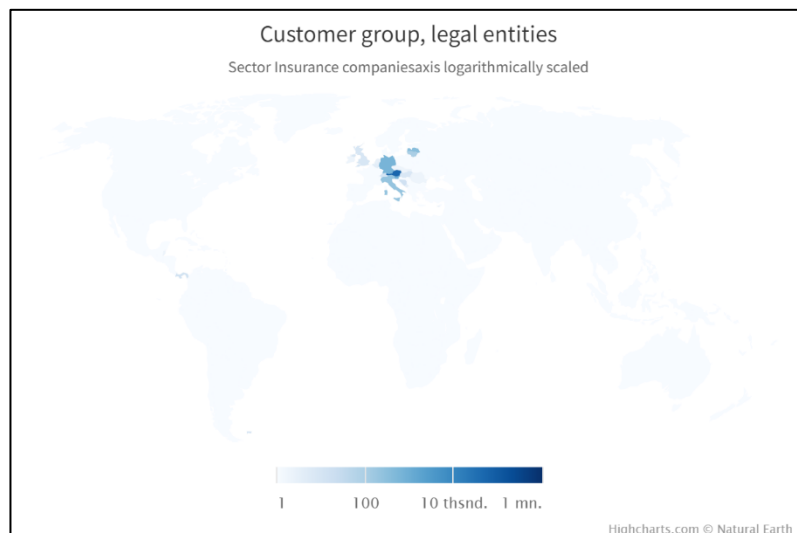 Customer group, legal entities
Sector Insurance companiesaxis logarithmically scaled
1 100 10 thsnd. 1 mn.
Highcharts.com © Natural Earth